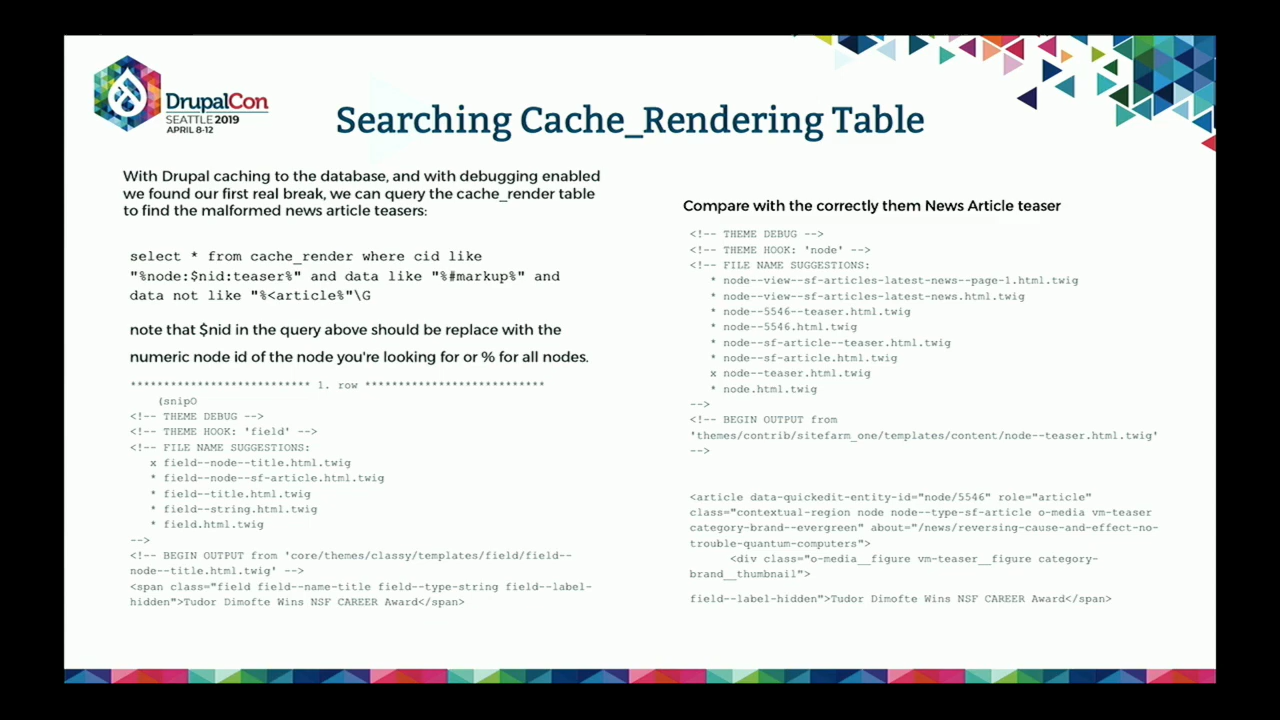 DrupalCon
SEATTLE 2019
APRIL 8-12
Searching Cache_Rendering Table
With Drupal caching to the database, and with debugging enabled
we found our first real break, we can query the cache_render table
to find the malformed news article teasers:
select * from cache_render where cid like
"%node:$nid:teaser%" and data like "%#markup%" and
data not like "%<article%"\G
note that $nid in the query above should be replace with the
numeric node id of the node you're looking for or % for all nodes.
*************************** 1. row ***************************
(snipO
<!-- THEME DEBUG -->
<!-- THEME HOOK: 'field' -->
<!-- FILE NAME SUGGESTIONS:
x field--node--title.html.twig
* field--node--sf-article.html.twig
* field--title.html.twig
* field--string.html.twig
* field.html.twig
-->
<!-- BEGIN OUTPUT from 'core/themes/classy/templates/field/field--
node--title.html.twig' -->
<span class="field field--name-title field--type-string field--label-
hidden">Tudor Dimofte Wins NSF CAREER Award</span>
Compare with the correctly them News Article teaser
<!-- THEME DEBUG -->
<!-- THEME HOOK: 'node' -->
<!-- FILE NAME SUGGESTIONS:
* node--view--sf-articles-latest-news--page-1.html.twig
* node--view--sf-articles-latest-news.html.twig
* node--5546--teaser.html.twig
* node--5546.html.twig
* node--sf-article--teaser.html.twig
* node--sf-article.html.twig
x node--teaser.html.twig
* node.html.twig
-->
<!-- BEGIN OUTPUT from
'themes/contrib/sitefarm_one/templates/content/node--teaser.html.twig'
-->
<article data-quickedit-entity-id="node/5546" role="article"
class="contextual-region node node--type-sf-article o-media vm-teaser
category-brand--evergreen" about="/news/reversing-cause-and-effect-no-
trouble-quantum-computers">
<div class="o-media__figure vm-teaser__figure category-
brand__thumbnail">
field--label-hidden">Tudor Dimofte Wins NSF CAREER Award</span>